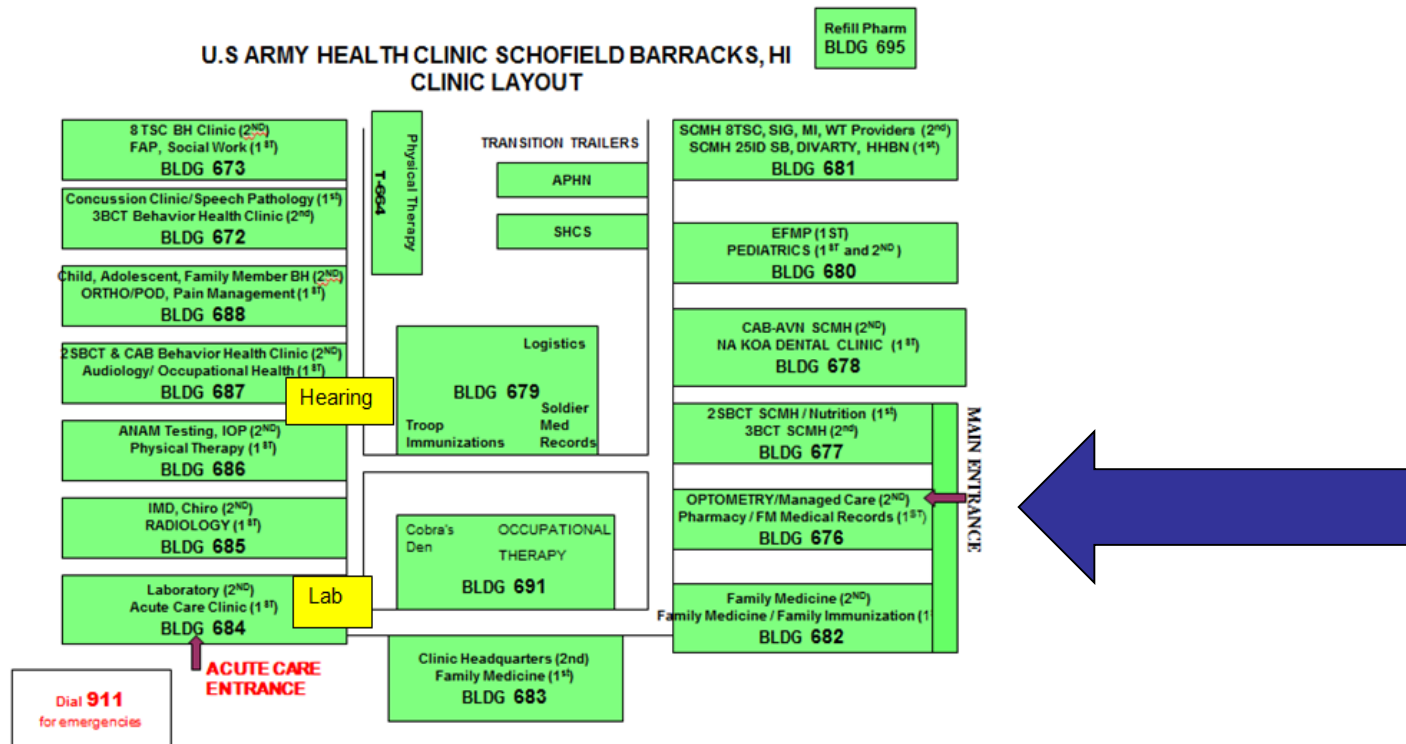 Refill Pharm
BLDG 695
U.S ARMY HEALTH CLINIC SCHOFIELD BARRACKS, HI
CLINIC LAYOUT
8 TSC BH Clinic (2ND)
FAP, Social Work (1ST)
BLDG 673
Concussion Clinic/Speech Pathology (1st)
3BCT Behavior Health Clinic (2nd)
BLDG 672
Child, Adolescent, Family Member BH (2ND)
ORTHO/POD, Pain Management (1ST)
BLDG 688
2SBCT & CAB Behavior Health Clinic (2ND)
Audiology/ Occupational Health (1ST)
BLDG 687
Hearing
ANAM Testing, IOP (2ND)
Physical Therapy (1ST)
BLDG 686
IMD, Chiro (2ND)
RADIOLOGY (1ST)
BLDG 685
Laboratory (2ND)
Acute Care Clinic (1ST)
BLDG 684
Lab
ACUTE CARE
ENTRANCE
Dial 911
for emergencies
Physical Therapy
T-664
TRANSITION TRAILERS
APHN
SHCS
Logistics
BLDG 679
Troop
Immunizations
Soldier
Med
Records
Cobra's
Den
OCCUPATIONAL
THERAPY
BLDG 691
Clinic Headquarters (2nd)
Family Medicine (1st)
BLDG 683
SCMH 8TSC, SIG, MI, WT Providers (2nd)
SCMH 25ID SB, DIVARTY, HHBN (1st)
BLDG 681
EFMP (1ST)
PEDIATRICS (1ST and 2ND)
BLDG 680
CAB-AVN SCMH (2ND)
NA KOA DENTAL CLINIC (1ST)
BLDG 678
2SBCT SCMH / Nutrition (1st)
3BCT SCMH (2nd)
BLDG 677
OPTOMETRY/Managed Care (2ND)
Pharmacy / FM Medical Records (1ST)
BLDG 676
Family Medicine (2ND)
Family Medicine / Family Immunization (1
BLDG 682
MAIN ENTRANCE